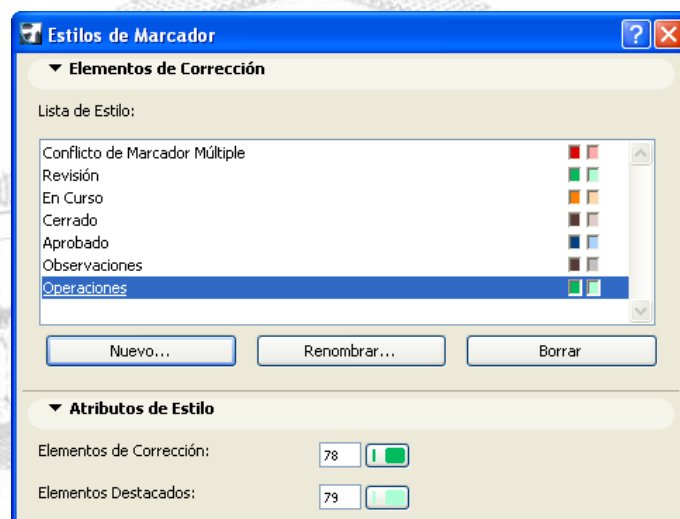 Estilos de Marcador
Elementos de Corrección
Lista de Estilo:
Conflicto de Marcador Múltiple
Revisión
En Curso
Cerrado
Aprobado
Observaciones
Operaciones
Nuevo... Renombrar... Borrar
Atributos de Estilo
Elementos de Corrección: 78
Elementos Destacados: 79